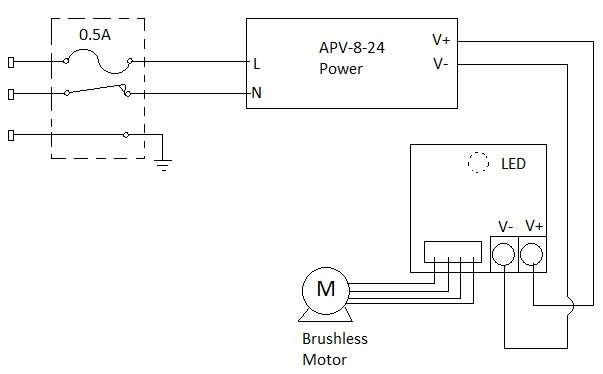 0.5A
L
N
APV-8-24
Power
V+
V-
LED
V-
V+
M
Brushless
Motor